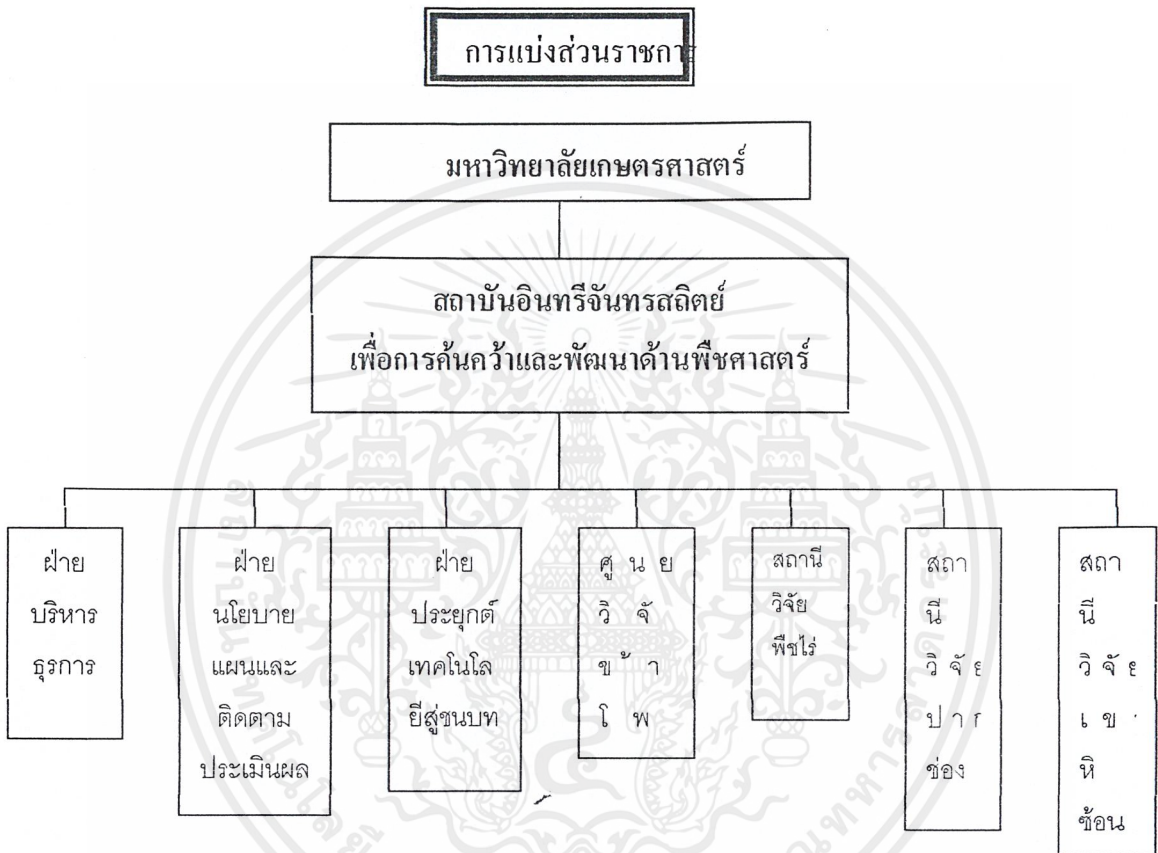 การแบ่งส่วนราชการ
มหาวิทยาลัยเกษตรศาสตร์
สถาบันอินทรีจันทรสถิตย์
เพื่อการค้นคว้าและพัฒนาด้านพืชศาสตร์
ฝ่าย
บริหาร
ธุรการ
ฝ่าย
นโยบาย
แผนและ
ติดตาม
ประเมินผล
ฝ่าย
ประยุกต์
เทคโนโล
ยีสู่ชนบท
ศู น ย
วิ จั
ข้ า
โ พ
สถานี
วิจัย
พืชไร่
สถา
นี
วิ จั ย
ป า ก
ช่อง
สถา
นี
วิ จั ย
เ ข
หิ
ซ้อน